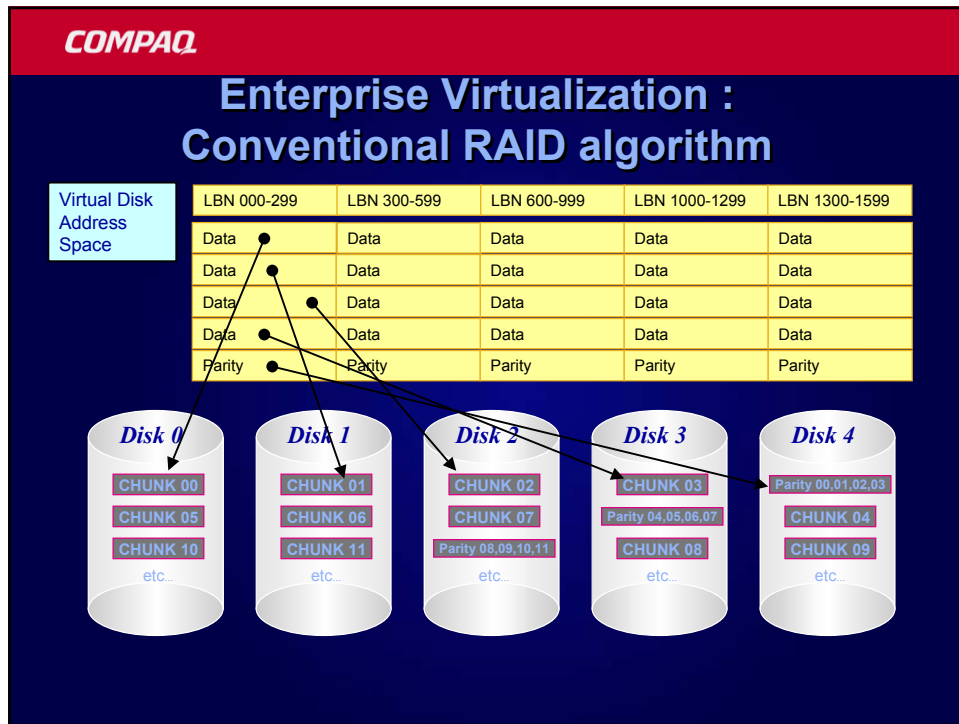 COMPAQ
Enterprise Virtualization :
Conventional RAID algorithm
Virtual Disk
Address
Space
LBN 000-299 LBN 300-599 LBN 600-999 LBN 1000-1299 LBN 1300-1599
Data Data Data Data Data
Data Data Data Data Data
Data Data Data Data Data
Data Data Data Data Data
Parity Parity Parity Parity Parity
Disk 0 Disk 1 Disk 2 Disk 3 Disk 4
CHUNK 00 CHUNK 01 CHUNK 02 CHUNK 03 Parity 00,01,02,03
CHUNK 05 CHUNK 06 CHUNK 07 Parity 04,05,06,07 CHUNK 04
CHUNK 10 CHUNK 11 Parity 08,09,10,11 CHUNK 08 CHUNK 09
etc... etc... etc... etc... etc...